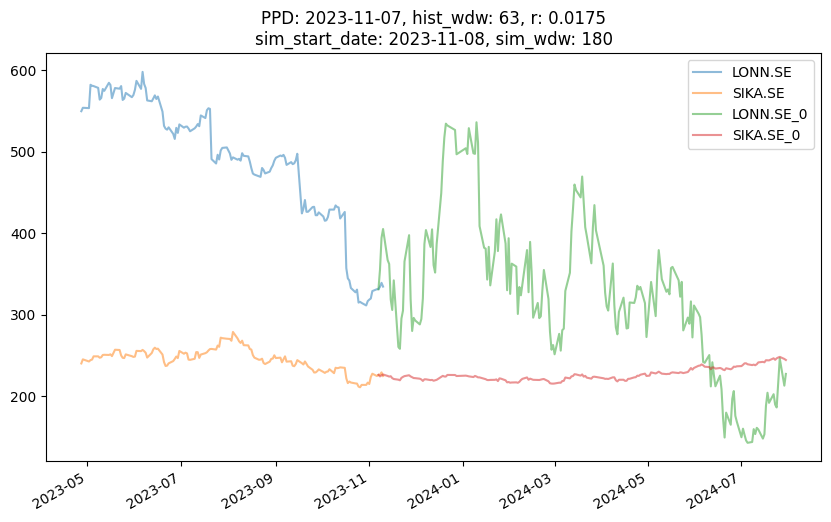 PPD: 2023-11-07, hist_wdw: 63, r: 0.0175
sim_start_date: 2023-11-08, sim_wdw: 180
LONN.SE
SIKA.SE
LONN.SE_0
SIKA.SE_0
600
500
400
300
200
2023-05
2023-07
2023-09
2023-11
2024-01
2024-03
2024-05
2024-07